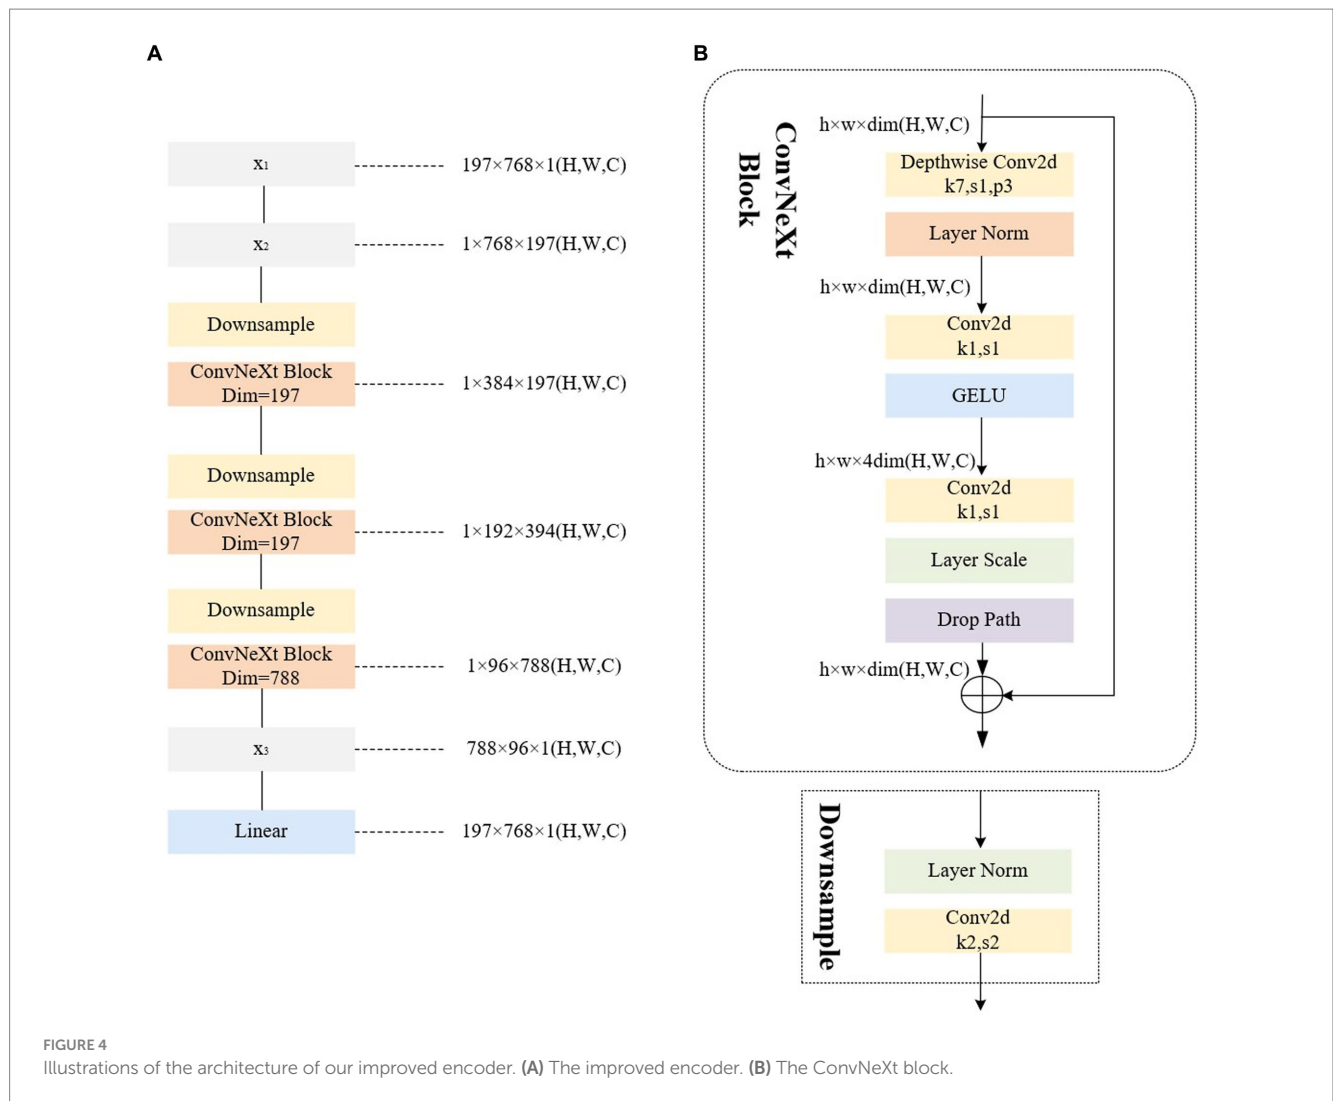 A
x₁
197×768×1(H,W,C)
x₂
1×768×197(H,W,C)
Downsample
ConvNeXt Block
Dim=197
1×384×197(H,W,C)
Downsample
ConvNeXt Block
Dim=197
1×192×394(H,W,C)
Downsample
ConvNeXt Block
Dim=788
1×96×788(H,W,C)
x₃
788×96×1(H,W,C)
Linear
197×768×1(H,W,C)
B
ConvNeXt
Block
h×w×dim(H,W,C)
Depthwise Conv2d
k7,s1,p3
Layer Norm
h×w×dim(H,W,C)
Conv2d
k1,s1
GELU
h×w×4dim(H,W,C)
Conv2d
k1,s1
Layer Scale
Drop Path
h×w×dim(H,W,C)
Downsample
Layer Norm
Conv2d
k2,s2
FIGURE 4
Illustrations of the architecture of our improved encoder. (A) The improved encoder. (B) The ConvNeXt block.